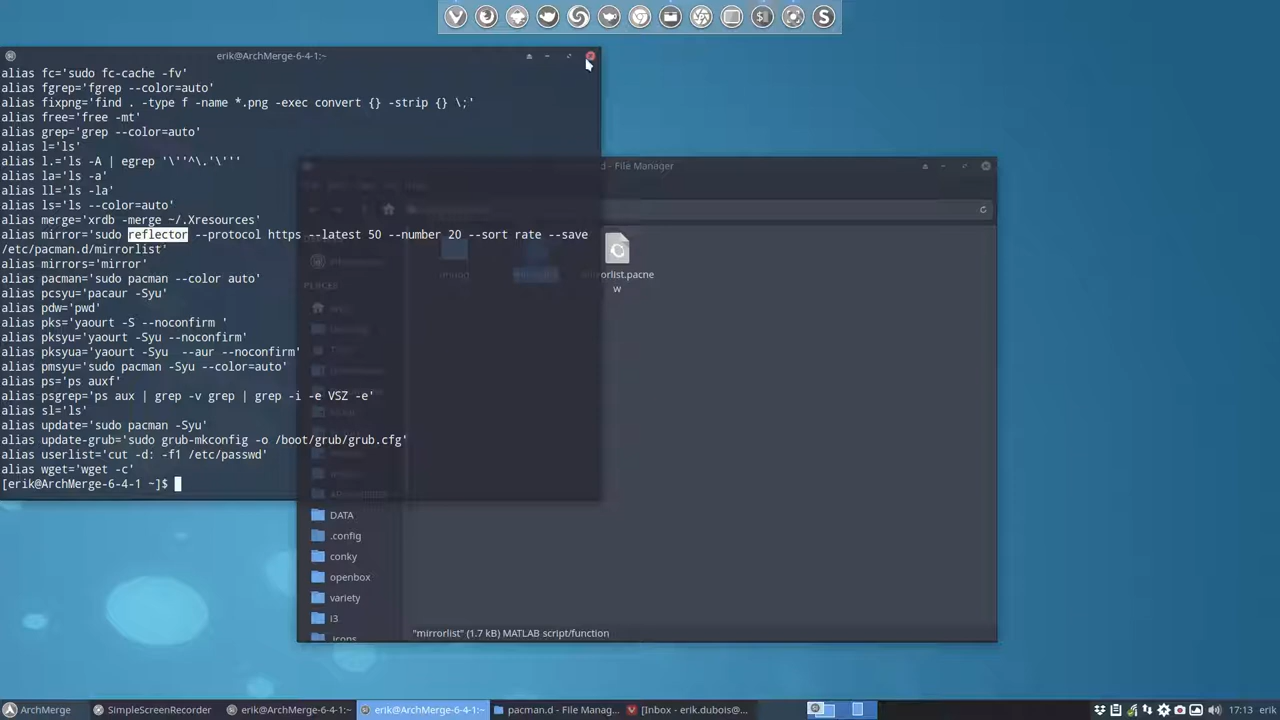 erik@ArchMerge-6-4-1:~
alias fc='sudo fc-cache -fv'
alias fgrep='fgrep --color=auto'
alias fixpng='find . -type f -name *.png -exec convert {} -strip {} \;'
alias free='free -mt'
alias grep='grep --color=auto'
alias l='ls'
alias l.='ls -A | egrep '\''^\.'\'''
alias la='ls -a'
alias ll='ls -la'
alias ls='ls --color=auto'
alias merge='xrdb -merge ~/.Xresources'
alias mirror='sudo reflector --protocol https --latest 50 --number 20 --sort rate --save
/etc/pacman.d/mirrorlist'
alias mirrors='mirror'
alias pacman='sudo pacman --color auto'
alias pcsyu='pacaur -Syu'
alias pdw='pwd'
alias pks='yaourt -S --noconfirm '
alias pksyu='yaourt -Syu --noconfirm'
alias pksyua='yaourt -Syu  --aur --noconfirm'
alias pmsyu='sudo pacman -Syu --color=auto'
alias ps='ps auxf'
alias psgrep='ps aux | grep -v grep | grep -i -e VSZ -e'
alias sl='ls'
alias update='sudo pacman -Syu'
alias update-grub='sudo grub-mkconfig -o /boot/grub/grub.cfg'
alias userlist='cut -d: -f1 /etc/passwd'
alias wget='wget -c'
[erik@ArchMerge-6-4-1 ~]$
d - File Manager
PLACES
mirrorlist.pacne
w
DATA
.config
conky
openbox
variety
I3
.icons
"mirrorlist" (1.7 kB) MATLAB script/function
ArchMerge
SimpleScreenRecorder
erik@ArchMerge-6-4-1:~
erik@ArchMerge-6-4-1:~
pacman.d - File Manag...
[Inbox - erik.dubois@...
17:13
erik